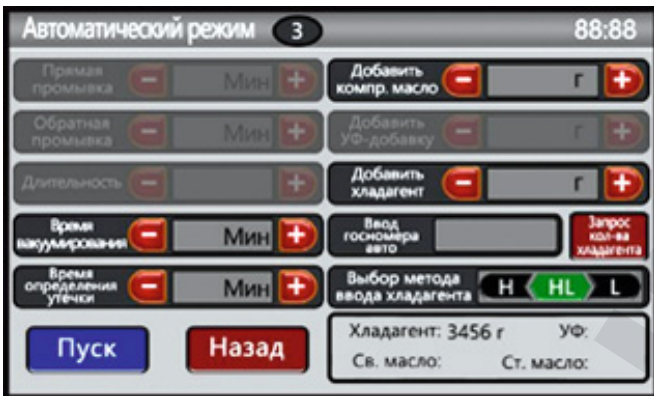 Автоматический режим 3 88:88
Прямая
промывка
− Мин +
Добавить
компр. масло
− г +
Обратная
промывка
− Мин +
Добавить
УФ-добавку
− г +
Длительность − +
Добавить
хладагент
− г +
Время
вакуумирования
− Мин +
Ввод
госномера
авто
Запрос
кол-ва
хладагента
Время
определения
утечки
− Мин +
Выбор метода
ввода хладагента
H HL L
Пуск Назад
Хладагент: 3456 г УФ:
Св. масло: Ст. масло: